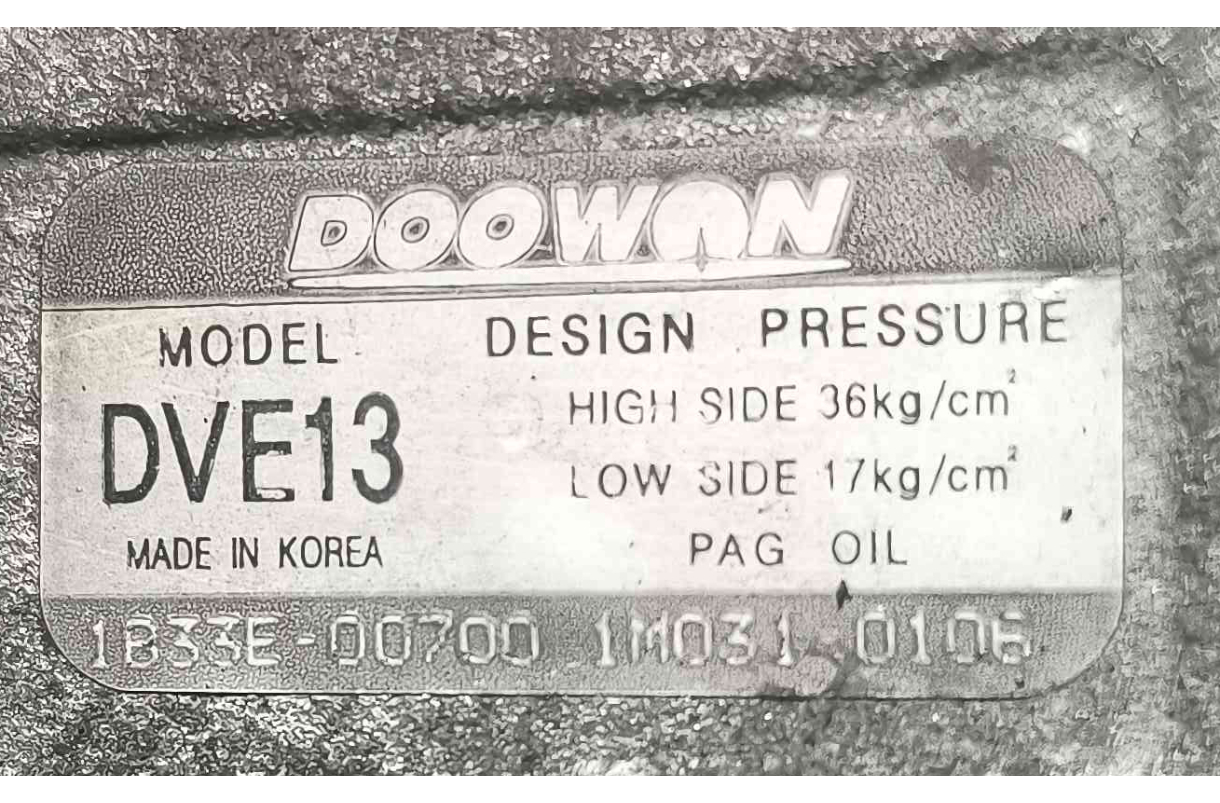 DOOWON
MODEL
DVE13
MADE IN KOREA
DESIGN PRESSURE
HIGH SIDE 36kg/cm²
LOW SIDE 17kg/cm²
PAG OIL
1B33E-00700 1M031 0106